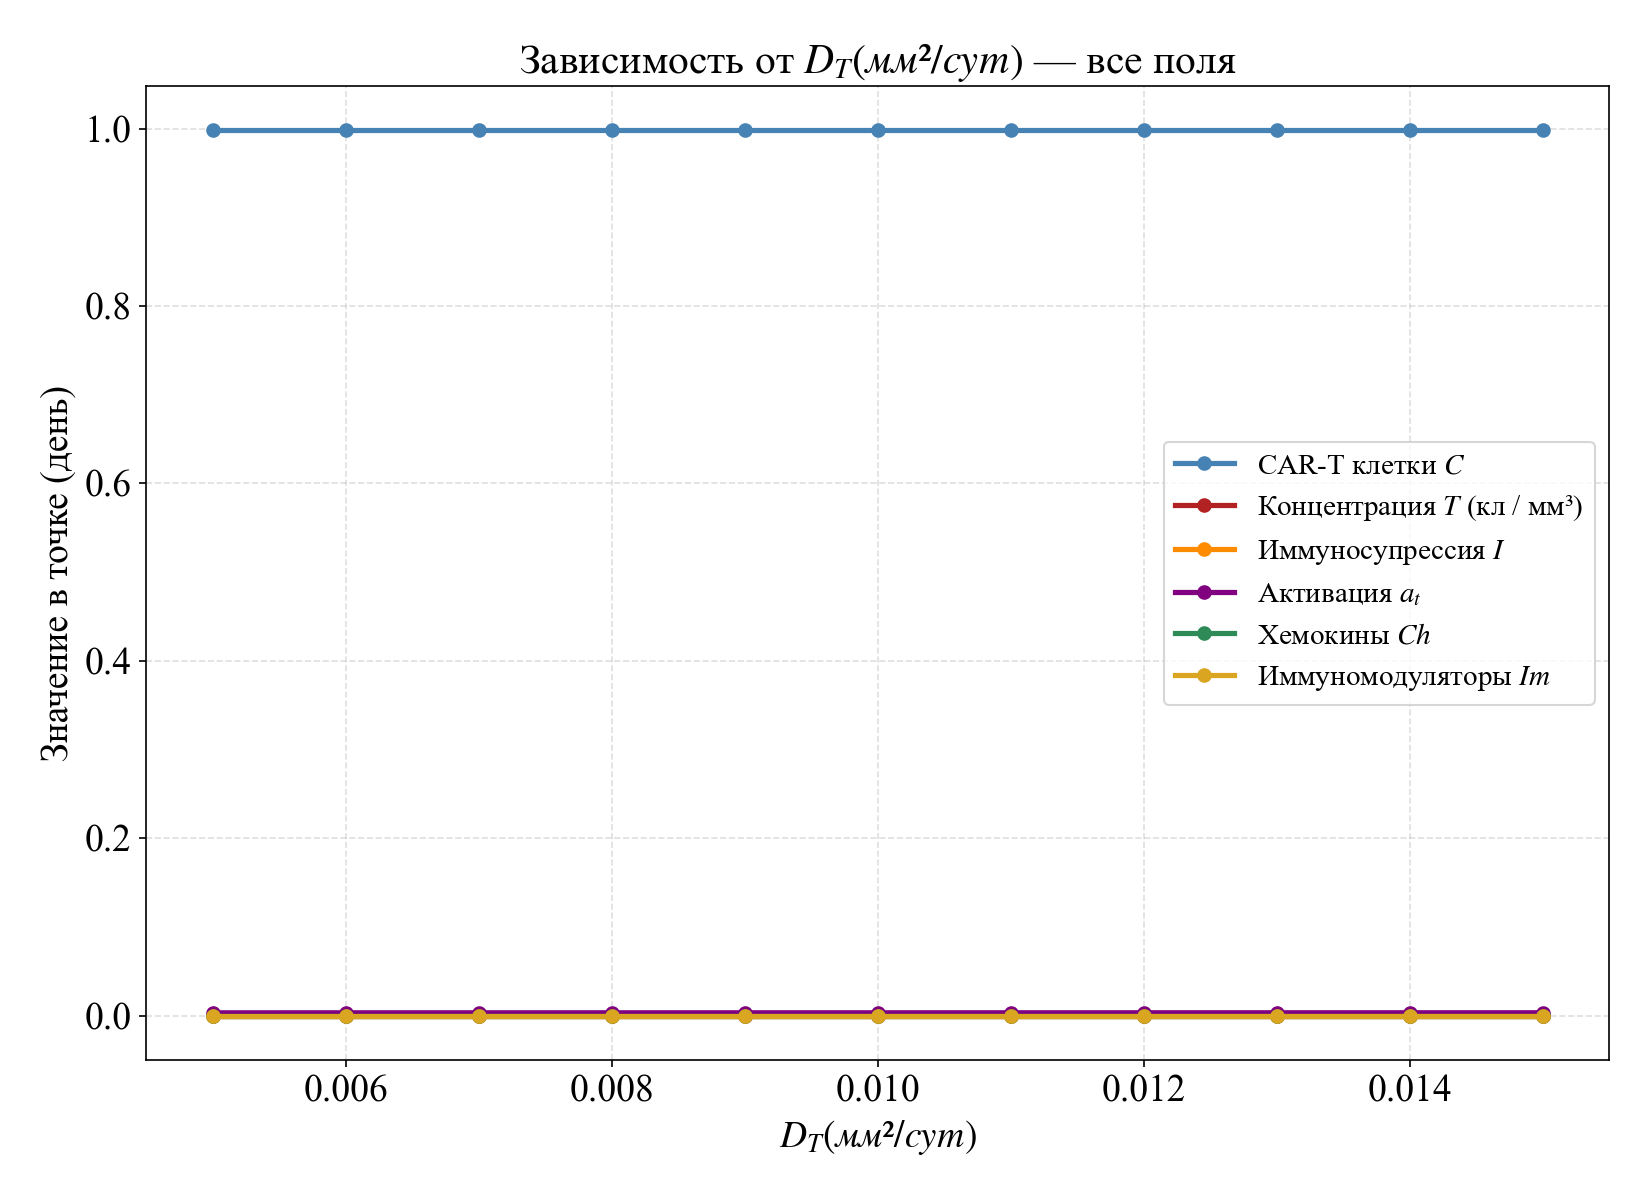 Зависимость от D_T(мм²/сут) — все поля
Значение в точке (день)
1.0
0.8
0.6
0.4
0.2
0.0
CAR-T клетки C
Концентрация T (кл / мм³)
Иммуносупрессия I
Активация a_t
Хемокины Ch
Иммуномодуляторы Im
0.006 0.008 0.010 0.012 0.014
D_T(мм²/сут)